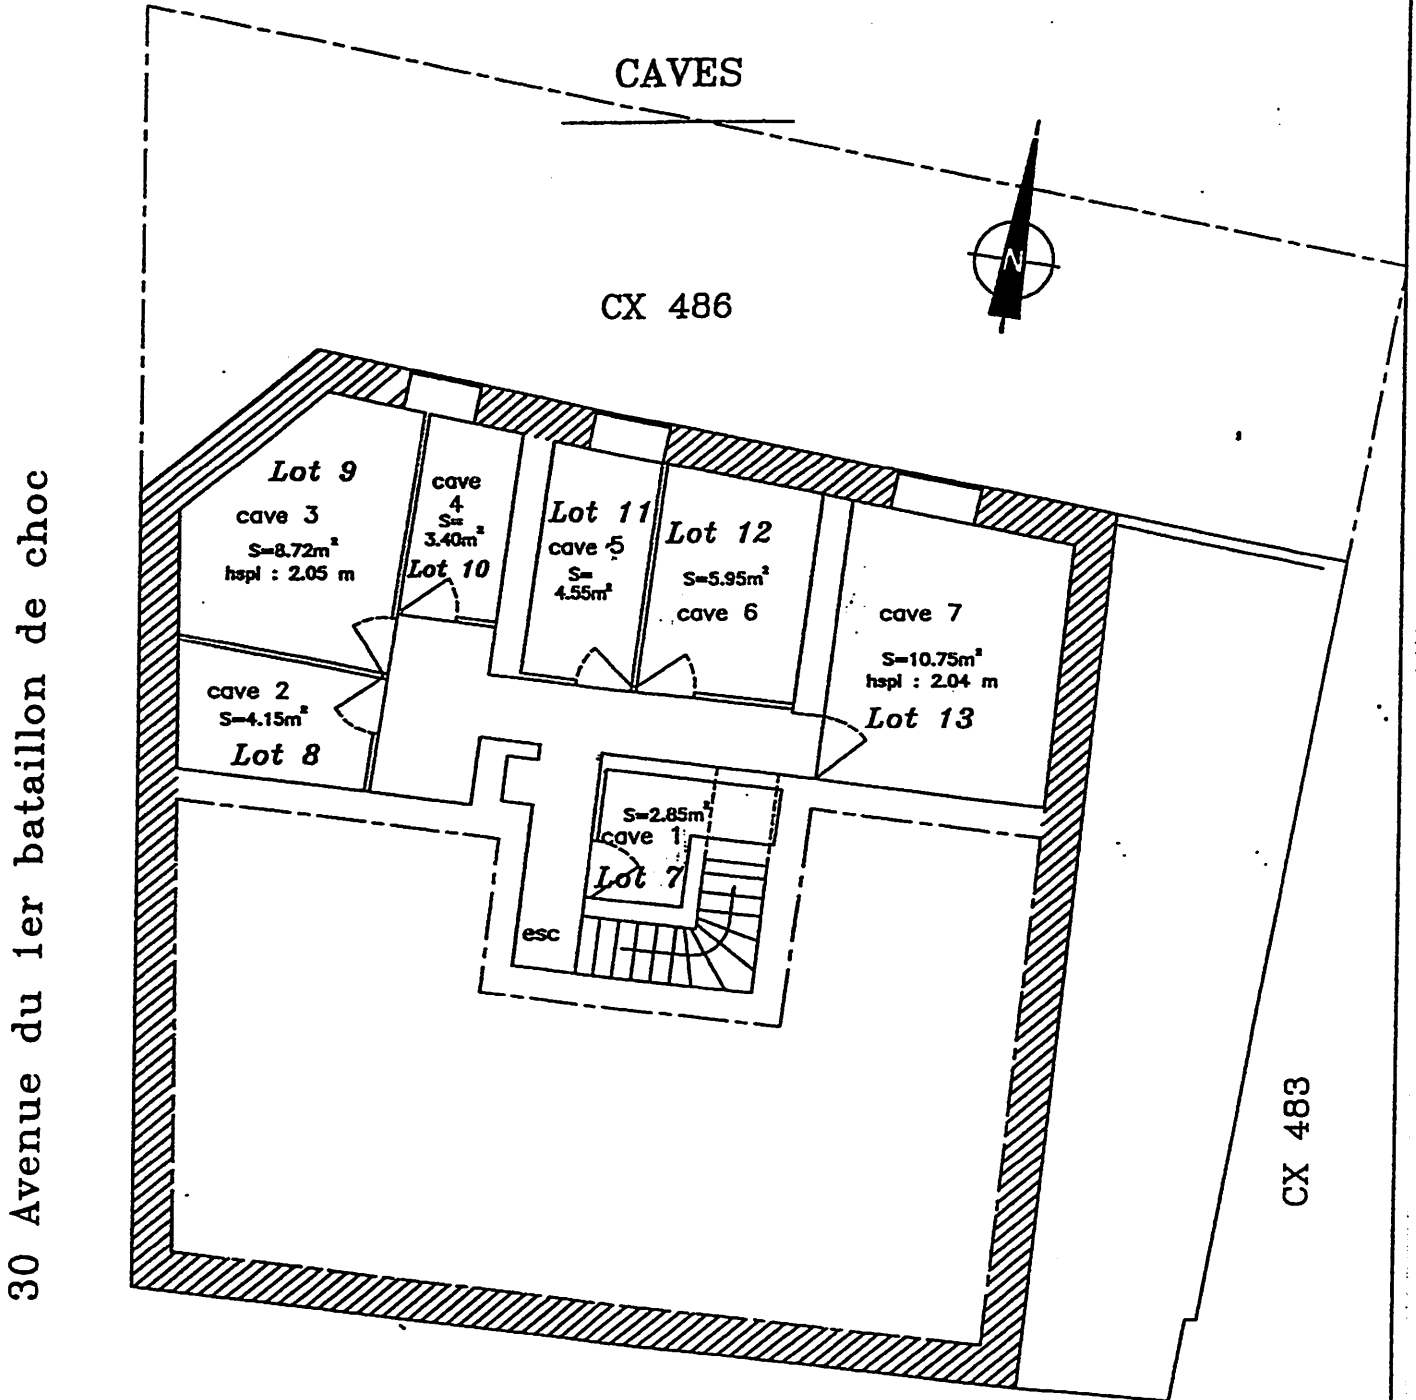 CAVES
N
CX 486
Lot 9
cave 3
S=8.72m²
hspl : 2.05 m
cave
4
S=
3.40m²
Lot 10
Lot 11
cave 5
S=
4.55m²
Lot 12
S=5.95m²
cave 6
cave 7
S=10.75m²
hspl : 2.04 m
Lot 13
cave 2
S=4.15m²
Lot 8
S=2.85m²
cave 1
Lot 7
esc
CX 483
30 Avenue du 1er bataillon de choc